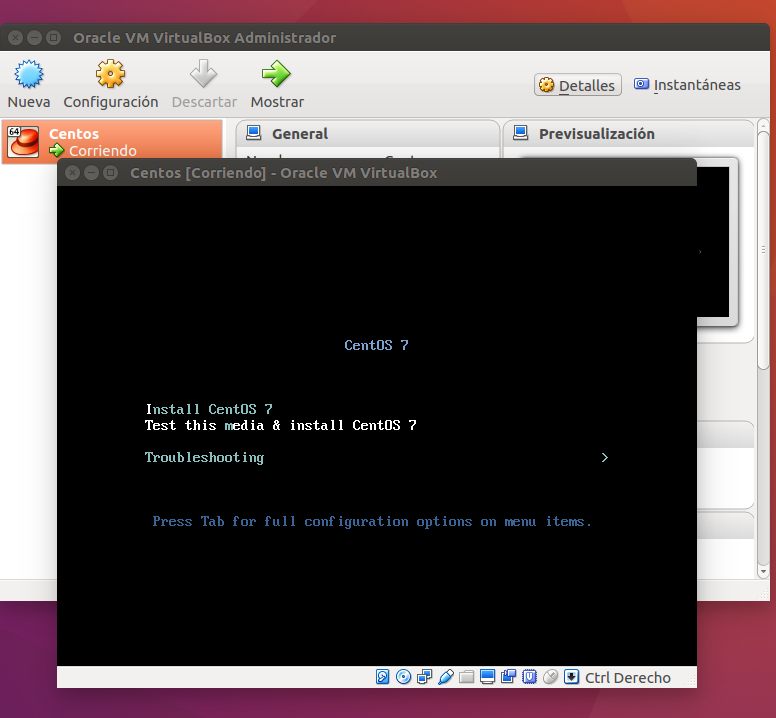 Oracle VM VirtualBox Administrador
Nueva Configuración Descartar Mostrar
Detalles Instantáneas
64 Centos
Corriendo
General
Previsualización
Centos [Corriendo] - Oracle VM VirtualBox
CentOS 7
Install CentOS 7
Test this media & install CentOS 7
Troubleshooting >
Press Tab for full configuration options on menu items.
Ctrl Derecho